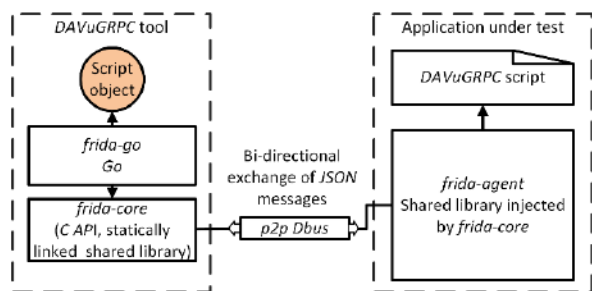 DAVuGRPC tool
Script
object
frida-go
Go
frida-core
(C API, statically
linked shared library)
Bi-directional
exchange of JSON
messages
p2p Dbus
Application under test
DAVuGRPC script
frida-agent
Shared library injected
by frida-core